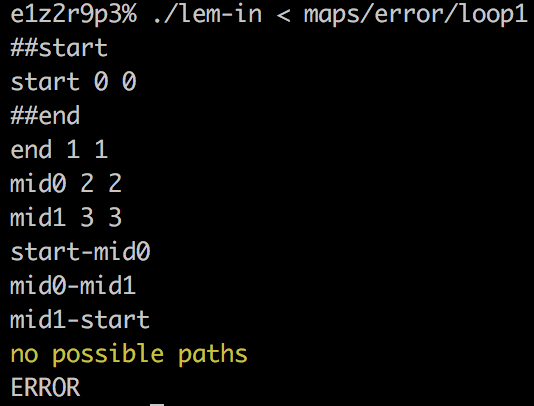 e1z2r9p3% ./lem-in < maps/error/loop1
##start
start 0 0
##end
end 1 1
mid0 2 2
mid1 3 3
start-mid0
mid0-mid1
mid1-start
no possible paths
ERROR